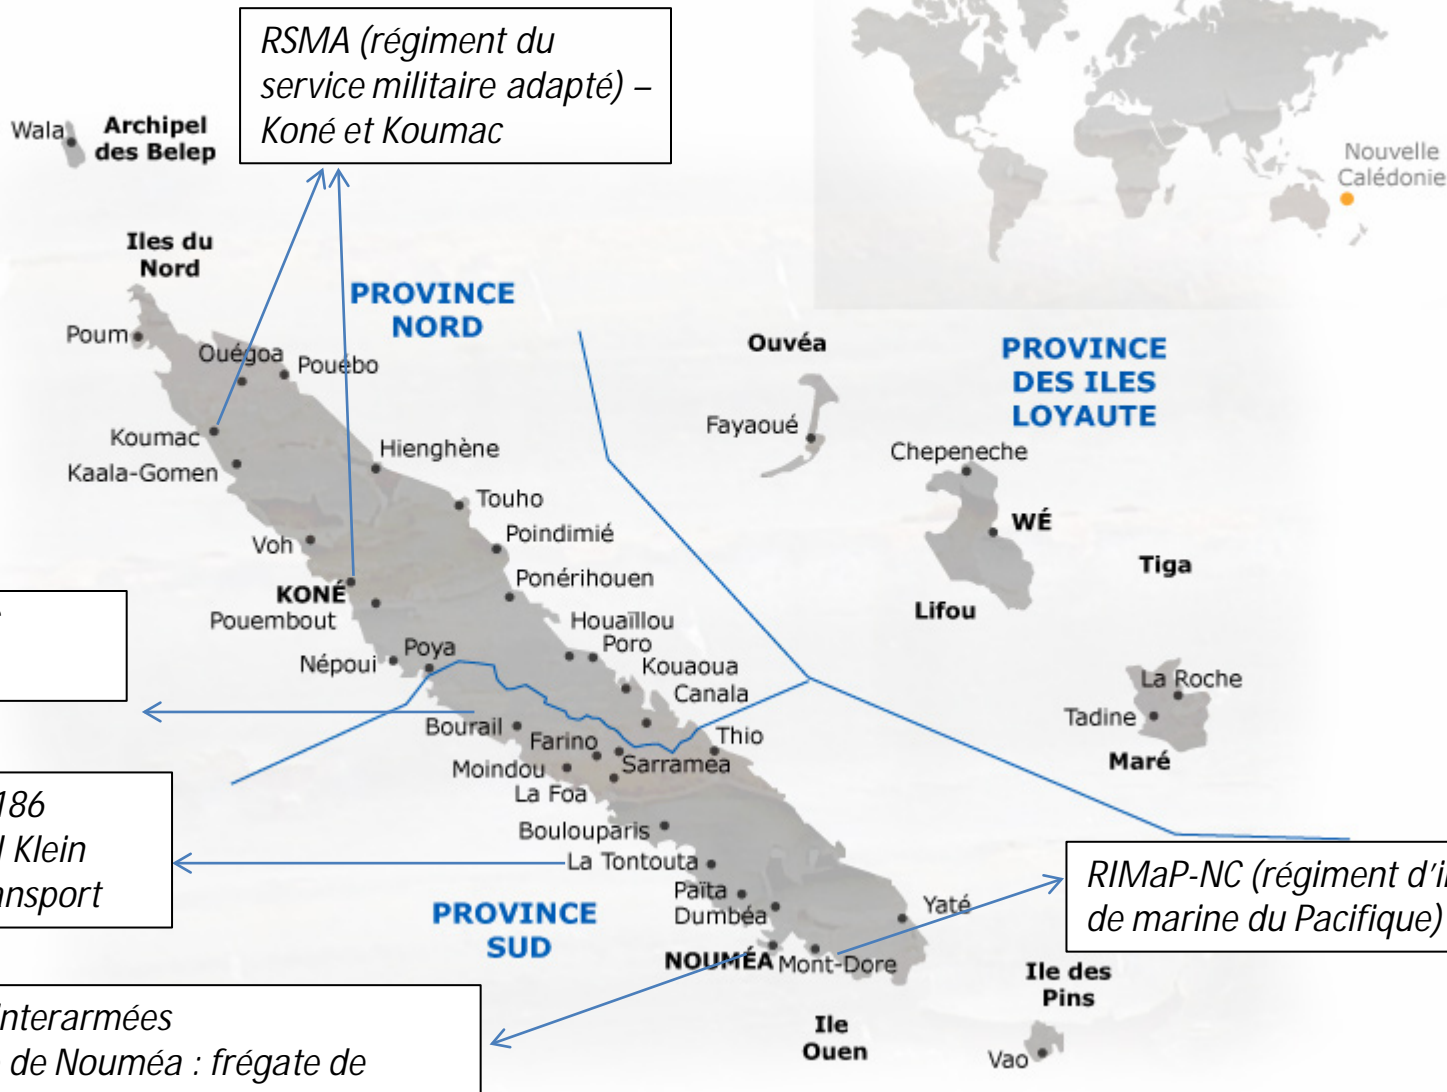 RSMA (régiment du
service militaire adapté) –
Koné et Koumac
Wala
Archipel
des Belep
Nouvelle
Calédonie
Iles du
Nord
PROVINCE
NORD
Poum
Ouégoa
Pouébo
Ouvéa
PROVINCE
DES ILES
LOYAUTE
Fayaoué
Koumac
Kaala-Gomen
Hienghène
Chepeneche
Touho
WÉ
Voh
Poindimié
Tiga
KONÉ
Ponérihouen
Lifou
Pouembout
Houaïllou
Poro
Népoui
Poya
Kouaoua
Canala
La Roche
Tadine
Maré
Bourail
Farino
Thio
Moindou
Sarraméa
La Foa
186
Klein
Boulouparis
La Tontouta
ansport
Païta
Dumbéa
Yaté
RIMaP-NC (régiment d'i
de marine du Pacifique)
PROVINCE
SUD
NOUMÉA
Mont-Dore
Ile des
Pins
interarmées
de Nouméa : frégate de
Ile
Ouen
Vao